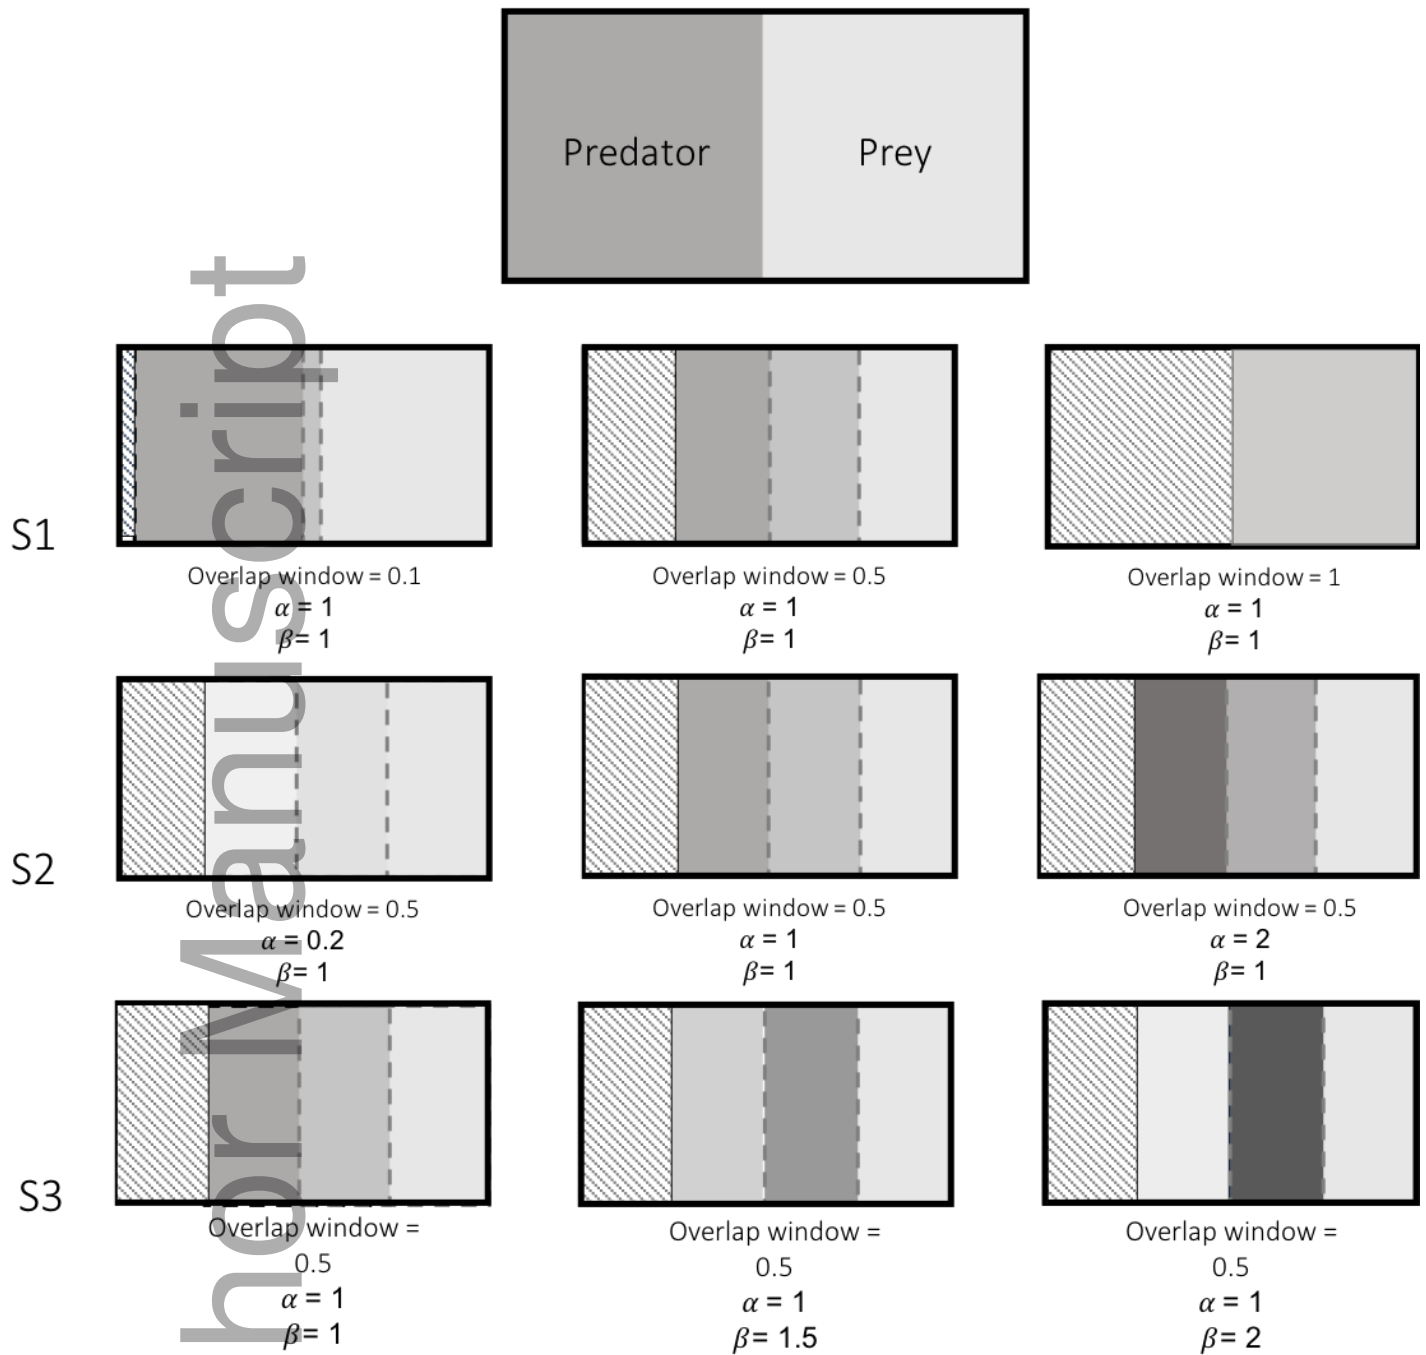 Predator
Prey
S1
Overlap window = 0.1
α = 1
β= 1
Overlap window = 0.5
α = 1
β= 1
Overlap window = 1
α = 1
β= 1
S2
Overlap window = 0.5
α = 0.2
β= 1
Overlap window = 0.5
α = 1
β= 1
Overlap window = 0.5
α = 2
β= 1
S3
Overlap window =
0.5
α = 1
β= 1
Overlap window =
0.5
α = 1
β= 1.5
Overlap window =
0.5
α = 1
β= 2
hor Manuscript